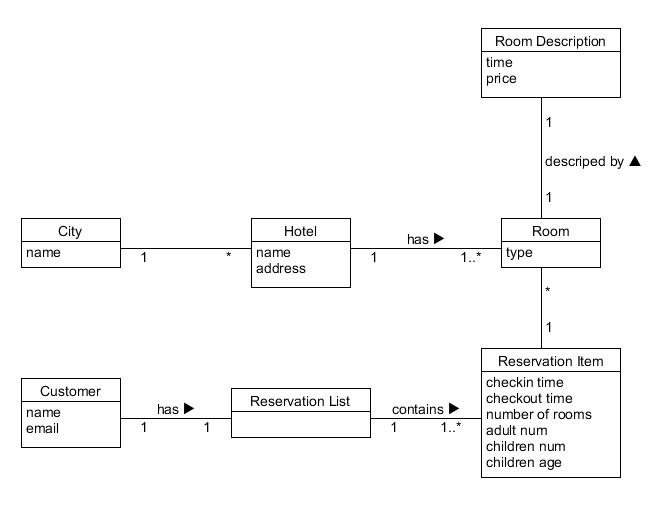 Room Description
time
price
1
descriped by ▲
1
City
name
1
*
Hotel
name
address
has ▶
1
1..*
Room
type
*
1
Customer
name
email
has ▶
1
1
Reservation List
contains ▶
1
1..*
Reservation Item
checkin time
checkout time
number of rooms
adult num
children num
children age